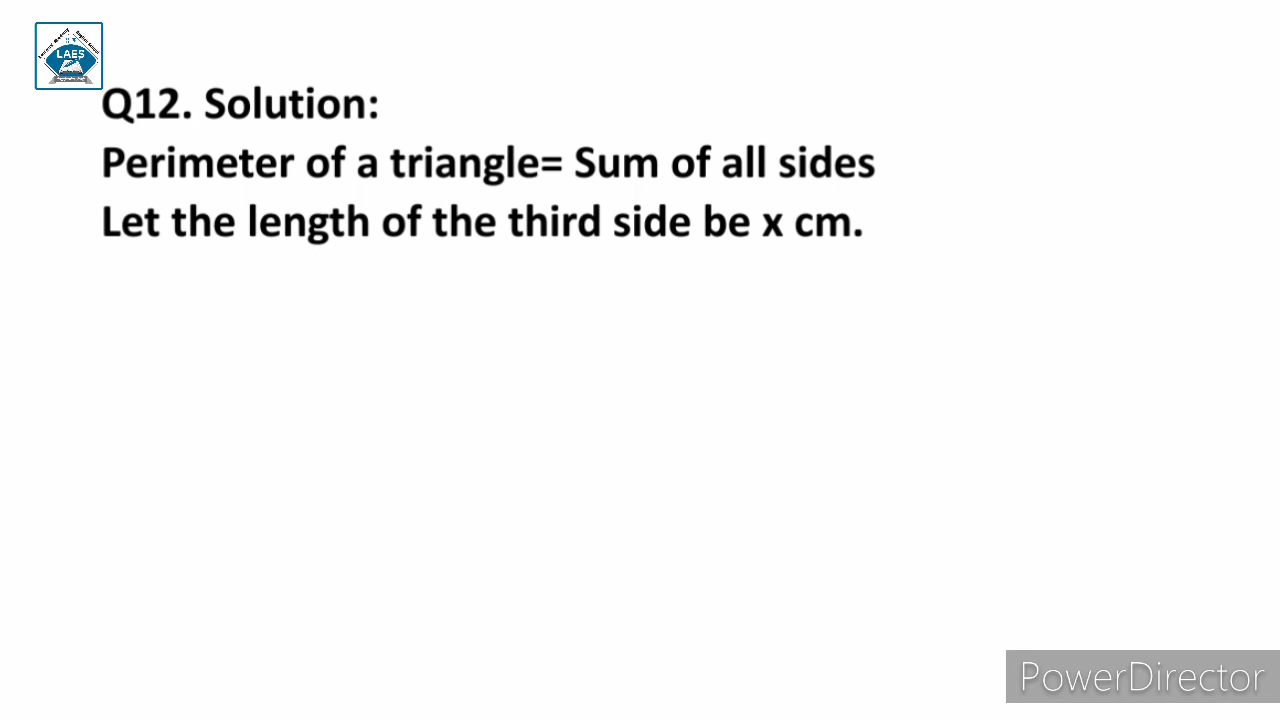 LAES
Q12. Solution:
Perimeter of a triangle= Sum of all sides
Let the length of the third side be x cm.
PowerDirector